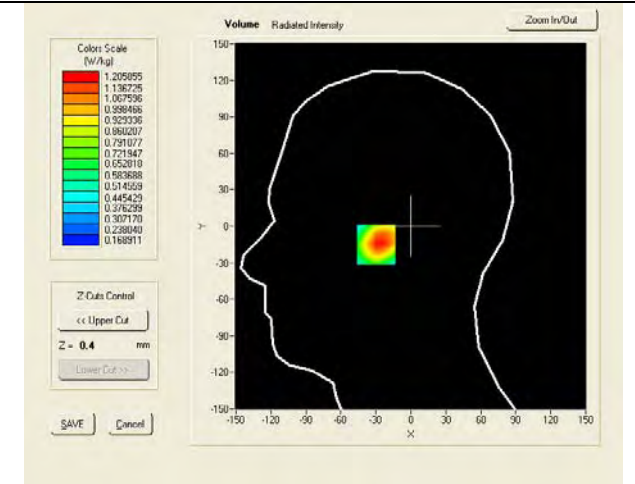 Volume Radiated Intensity
Zoom In/Out
Colors Scale
(W/kg)
1.205855
1.136725
1.067596
0.998466
0.929336
0.860207
0.791077
0.721947
0.652818
0.583688
0.514559
0.445429
0.376299
0.307170
0.238040
0.168911
Z-Cuts Control
<< Upper Cut
Z = 0.4 mm
Lower Cut >>
SAVE
Cancel
150
120
90
60
30
0
-30
-60
-90
-120
-150
Y
-150 -120 -90 -60 -30 0 30 60 90 120 150
X